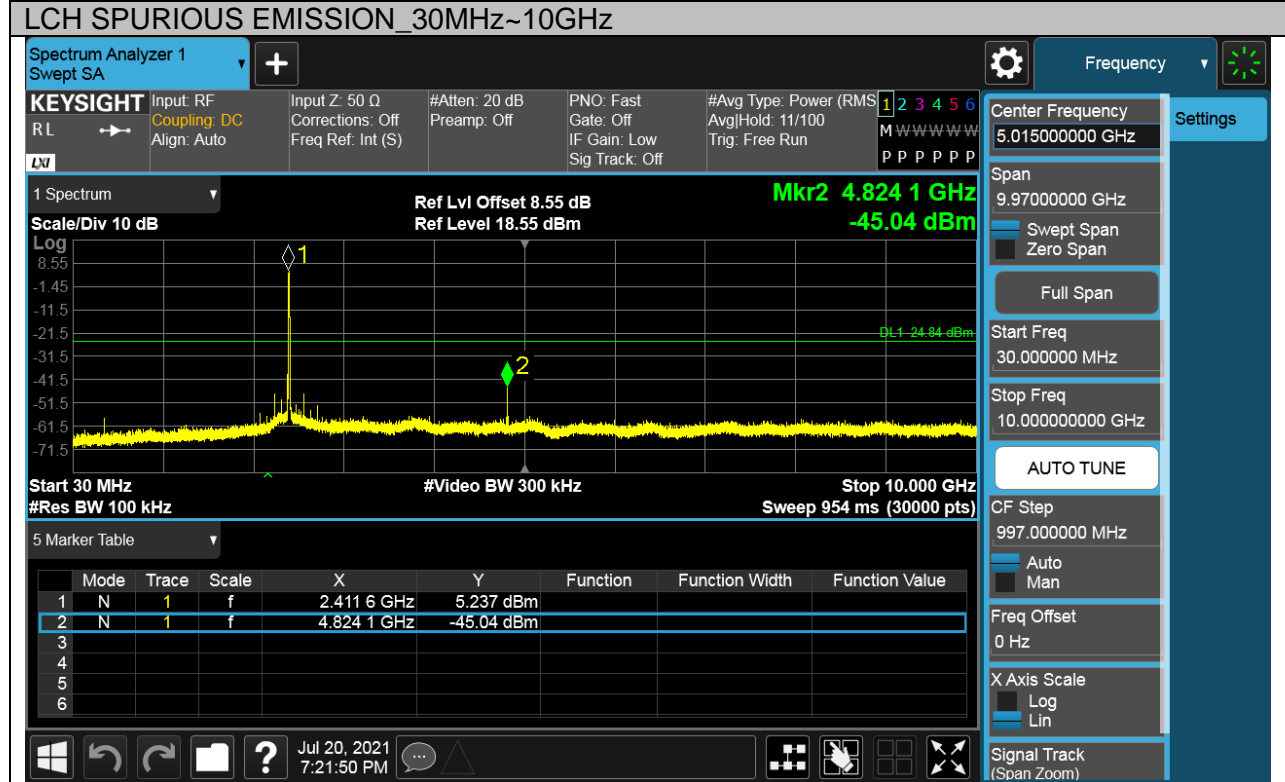 LCH SPURIOUS EMISSION_30MHz~10GHz
Spectrum Analyzer 1
Swept SA
+
Frequency
KEYSIGHT
RL
LXI
Input: RF
Coupling: DC
Align: Auto
Input Z: 50 Ω
Corrections: Off
Freq Ref: Int (S)
#Atten: 20 dB
Preamp: Off
PNO: Fast
Gate: Off
IF Gain: Low
Sig Track: Off
#Avg Type: Power (RMS
Avg|Hold: 11/100
Trig: Free Run
1 2 3 4 5 6
M W W W W W
P P P P P P
1 Spectrum
Scale/Div 10 dB
Ref Lvl Offset 8.55 dB
Ref Level 18.55 dBm
Mkr2 4.824 1 GHz
-45.04 dBm
Log
8.55
-1.45
-11.5
-21.5
-31.5
-41.5
-51.5
-61.5
-71.5
1
2
DL1 -24.84 dBm
Start 30 MHz
#Video BW 300 kHz
Stop 10.000 GHz
#Res BW 100 kHz
Sweep 954 ms (30000 pts)
5 Marker Table
Mode Trace Scale X Y Function Function Width Function Value
1 N 1 f 2.411 6 GHz 5.237 dBm
2 N 1 f 4.824 1 GHz -45.04 dBm
3
4
5
6
Jul 20, 2021
7:21:50 PM
Center Frequency
5.015000000 GHz
Settings
Span
9.97000000 GHz
Swept Span
Zero Span
Full Span
Start Freq
30.000000 MHz
Stop Freq
10.000000000 GHz
AUTO TUNE
CF Step
997.000000 MHz
Auto
Man
Freq Offset
0 Hz
X Axis Scale
Log
Lin
Signal Track
(Span Zoom)